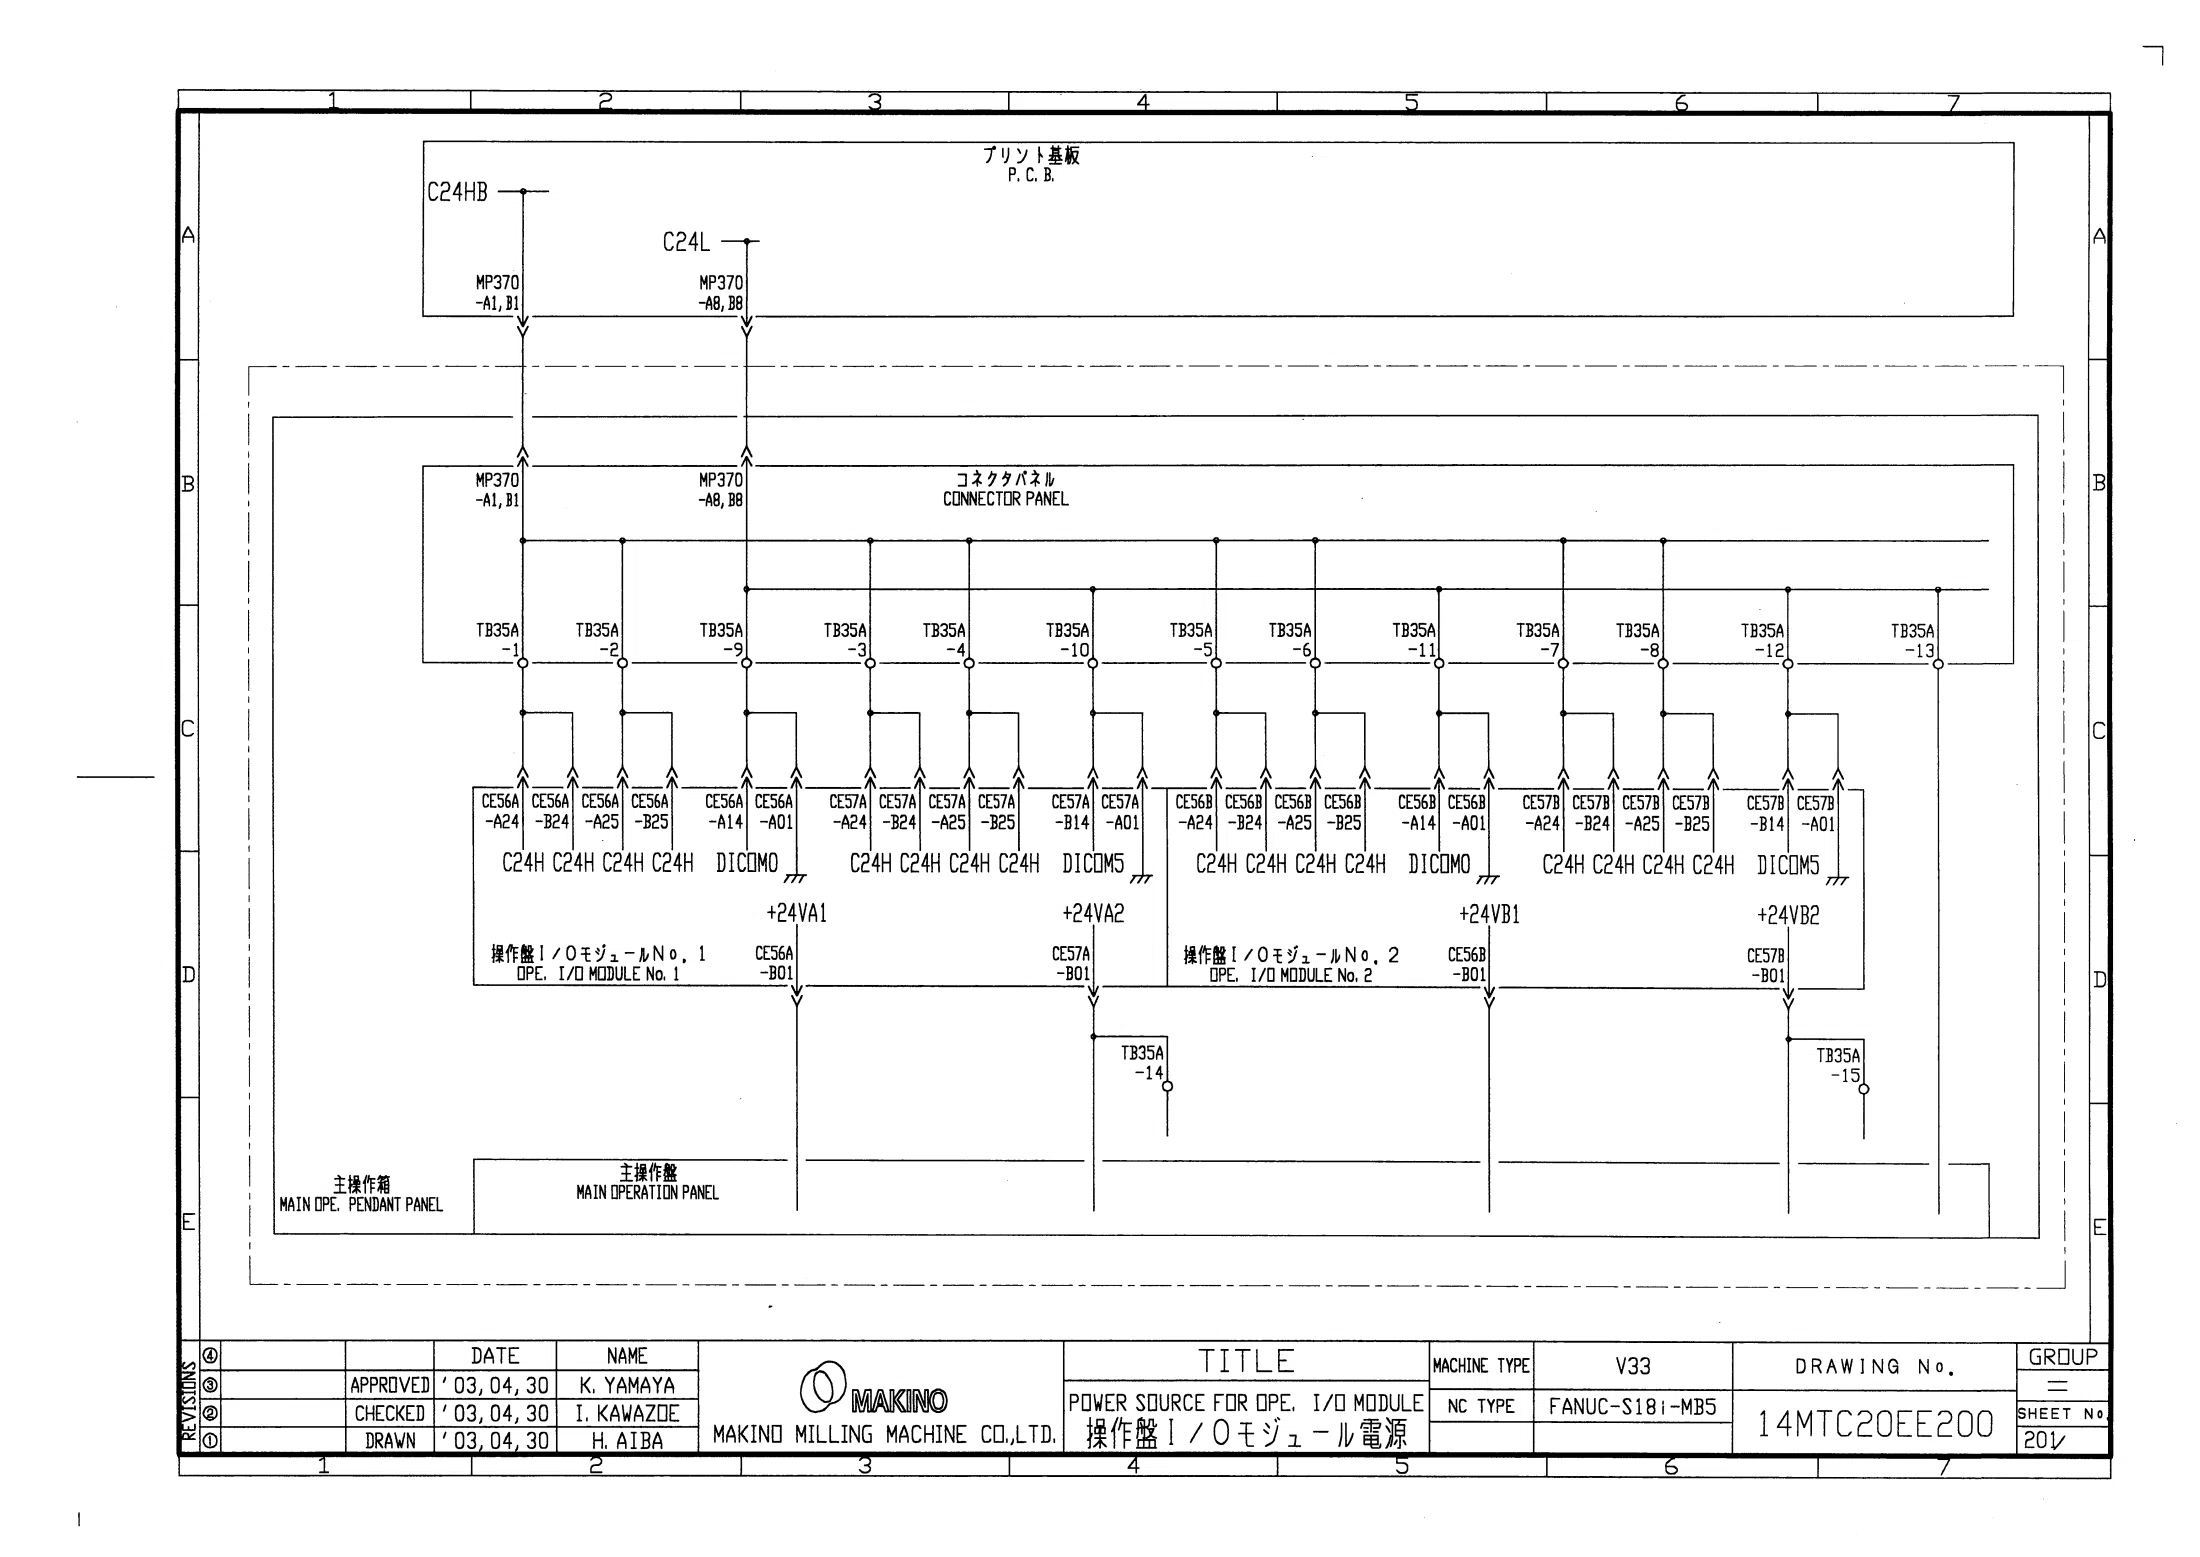 1 2 3 4 5 6 7
プリント基板
P. C. B.
C24HB
A
C24L
A
MP370
-A1, B1
MP370
-A8, B8
B
MP370
-A1, B1
MP370
-A8, B8
コネクタパネル
CONNECTOR PANEL
B
TB35A TB35A TB35A TB35A TB35A TB35A TB35A TB35A TB35A TB35A TB35A TB35A TB35A
-1 -2 -9 -3 -4 -10 -5 -6 -11 -7 -8 -12 -13
C
C
CE56A CE56A CE56A CE56A CE56A CE56A CE57A CE57A CE57A CE57A CE57A CE57A CE56B CE56B CE56B CE56B CE56B CE56B CE57B CE57B CE57B CE57B CE57B CE57B
-A24 -B24 -A25 -B25 -A14 -A01 -A24 -B24 -A25 -B25 -B14 -A01 -A24 -B24 -A25 -B25 -A14 -A01 -A24 -B24 -A25 -B25 -B14 -A01
C24H C24H C24H C24H DICOM0 C24H C24H C24H C24H DICOM5 C24H C24H C24H C24H DICOM0 C24H C24H C24H C24H DICOM5
+24VA1 +24VA2 +24VB1 +24VB2
操作盤I/OモジュールNo. 1
OPE. I/O MODULE No. 1
CE56A
-B01
CE57A
-B01
操作盤I/OモジュールNo. 2
OPE. I/O MODULE No. 2
CE56B
-B01
CE57B
-B01
D
D
TB35A
-14
TB35A
-15
主操作箱
MAIN OPE. PENDANT PANEL
主操作盤
MAIN OPERATION PANEL
E
E
REVISIONS
④ DATE NAME
③ APPROVED '03, 04, 30 K. YAMAYA
② CHECKED '03, 04, 30 I. KAWAZOE
① DRAWN '03, 04, 30 H. AIBA
MAKINO
MAKINO MILLING MACHINE CO.,LTD.
TITLE
POWER SOURCE FOR OPE. I/O MODULE
操作盤I/Oモジュール電源
MACHINE TYPE V33
NC TYPE FANUC-S18i-MB5
DRAWING No.
14MTC20EE200
GROUP
=
SHEET No.
201/
1 2 3 4 5 6 7